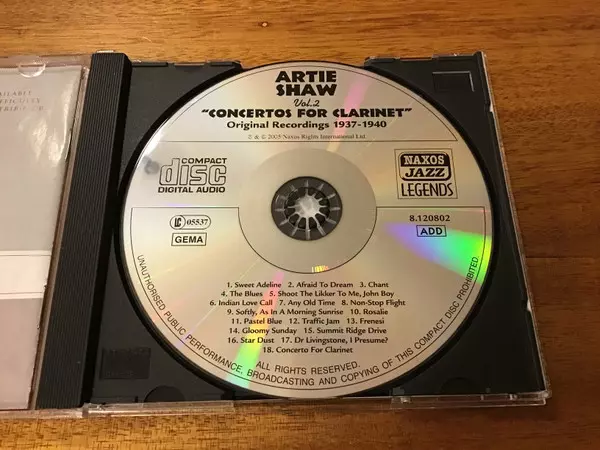 AILABLE
ARTIE
SHAW
Vol.2
"CONCERTOS FOR CLARINET"
Original Recordings 1937-1940
℗ & © 2005 Naxos Rights International Ltd.
COMPACT
disc
DIGITAL AUDIO
NAXOS
JAZZ
LEGENDS
LC 05537
GEMA
8.120802
ADD
1. Sweet Adeline 2. Afraid To Dream 3. Chant
4. The Blues 5. Shoot The Likker To Me, John Boy
6. Indian Love Call 7. Any Old Time 8. Non-Stop Flight
9. Softly, As In A Morning Sunrise 10. Rosalie
11. Pastel Blue 12. Traffic Jam 13. Frenesi
14. Gloomy Sunday 15. Summit Ridge Drive
16. Star Dust 17. Dr Livingstone, I Presume?
18. Concerto For Clarinet
ALL RIGHTS RESERVED.
UNAUTHORISED PUBLIC PERFORMANCE, BROADCASTING AND COPYING OF THIS COMPACT DISC PROHIBITED.